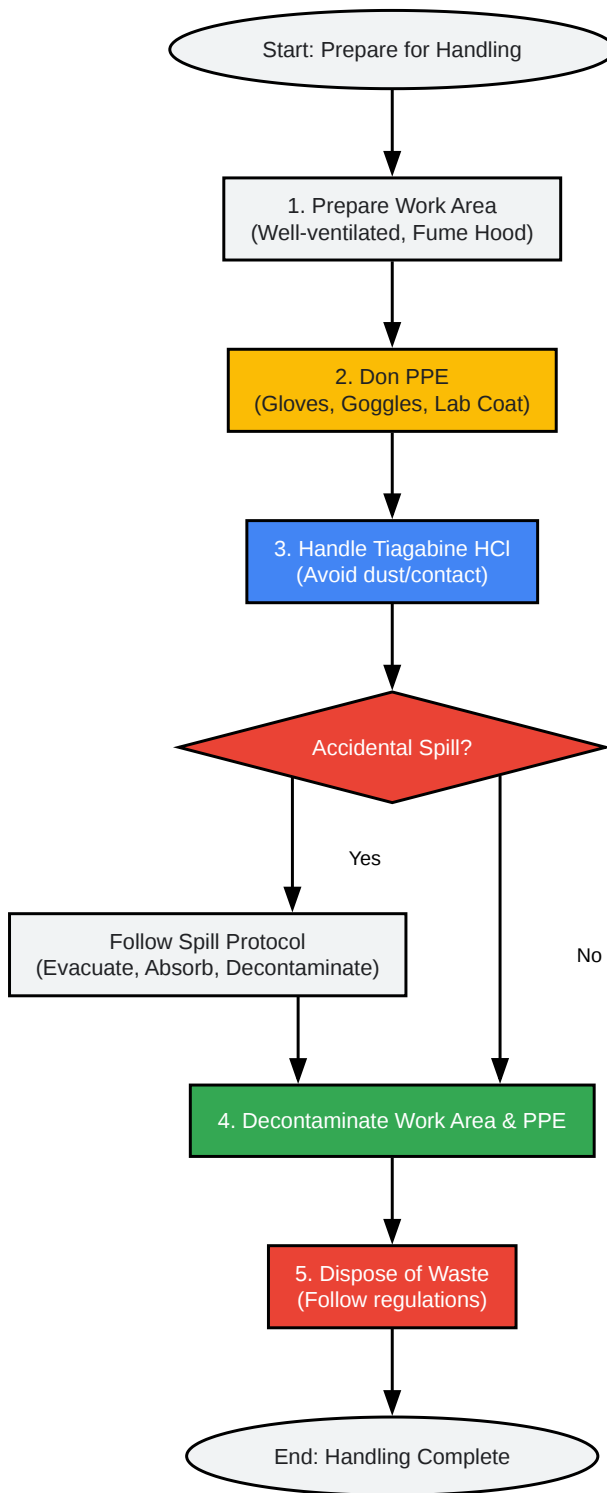 Start: Prepare for Handling
1. Prepare Work Area
(Well-ventilated, Fume Hood)
2. Don PPE
(Gloves, Goggles, Lab Coat)
3. Handle Tiagabine HCl
(Avoid dust/contact)
Accidental Spill?
Yes
Follow Spill Protocol
(Evacuate, Absorb, Decontaminate)
No
4. Decontaminate Work Area & PPE
5. Dispose of Waste
(Follow regulations)
End: Handling Complete